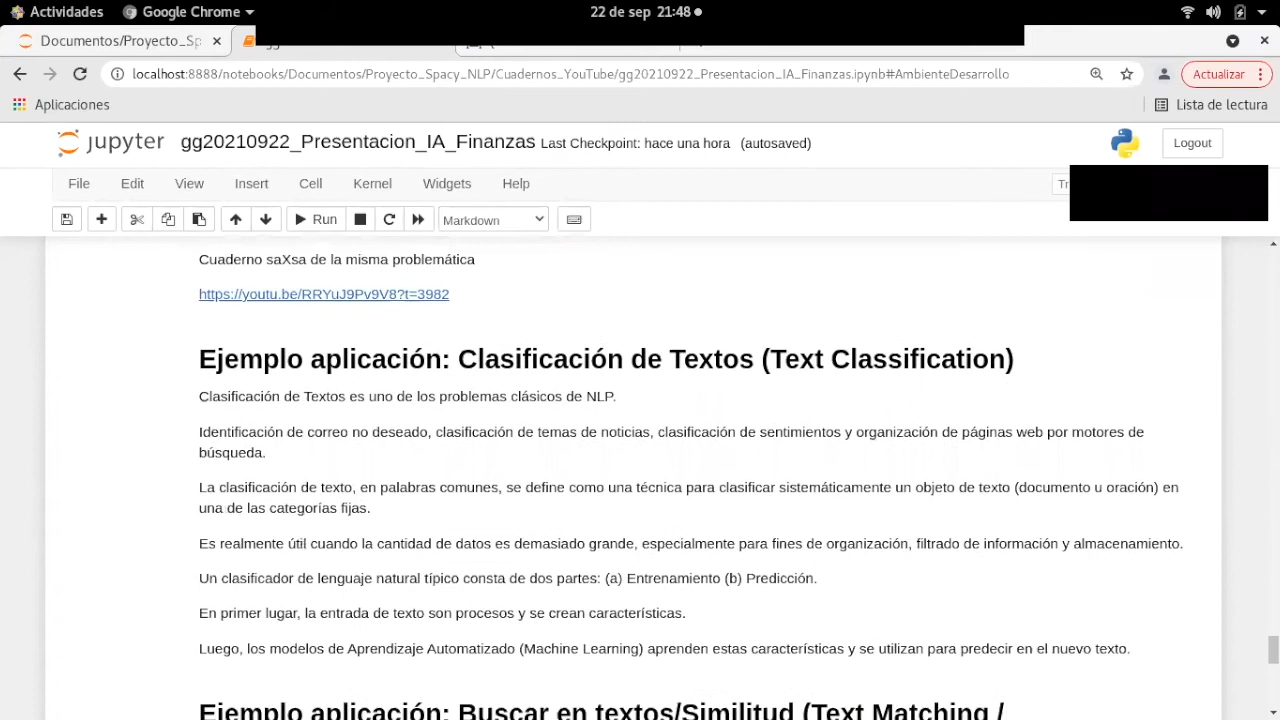 Actividades Google Chrome 22 de sep 21:48
Documentos/Proyecto_Sp
localhost:8888/notebooks/Documentos/Proyecto_Spacy_NLP/Cuadernos_YouTube/gg20210922_Presentacion_IA_Finanzas.ipynb#AmbienteDesarrollo Actualizar
Aplicaciones Lista de lectura
jupyter gg20210922_Presentacion_IA_Finanzas Last Checkpoint: hace una hora (autosaved) Logout
File Edit View Insert Cell Kernel Widgets Help
Run Markdown
Cuaderno saXsa de la misma problemática
https://youtu.be/RRYuJ9Pv9V8?t=3982
Ejemplo aplicación: Clasificación de Textos (Text Classification)
Clasificación de Textos es uno de los problemas clásicos de NLP.
Identificación de correo no deseado, clasificación de temas de noticias, clasificación de sentimientos y organización de páginas web por motores de
búsqueda.
La clasificación de texto, en palabras comunes, se define como una técnica para clasificar sistemáticamente un objeto de texto (documento u oración) en
una de las categorías fijas.
Es realmente útil cuando la cantidad de datos es demasiado grande, especialmente para fines de organización, filtrado de información y almacenamiento.
Un clasificador de lenguaje natural típico consta de dos partes: (a) Entrenamiento (b) Predicción.
En primer lugar, la entrada de texto son procesos y se crean características.
Luego, los modelos de Aprendizaje Automatizado (Machine Learning) aprenden estas características y se utilizan para predecir en el nuevo texto.
Ejemplo aplicación: Buscar en textos/Similitud (Text Matching /